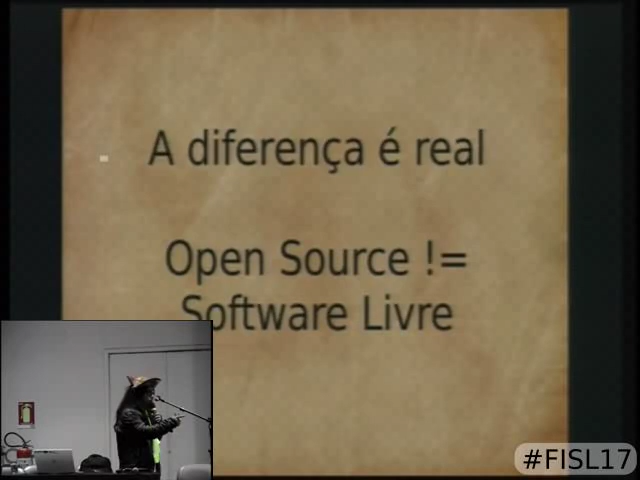 A diferença é real
Open Source !=
Software Livre
#FISL17